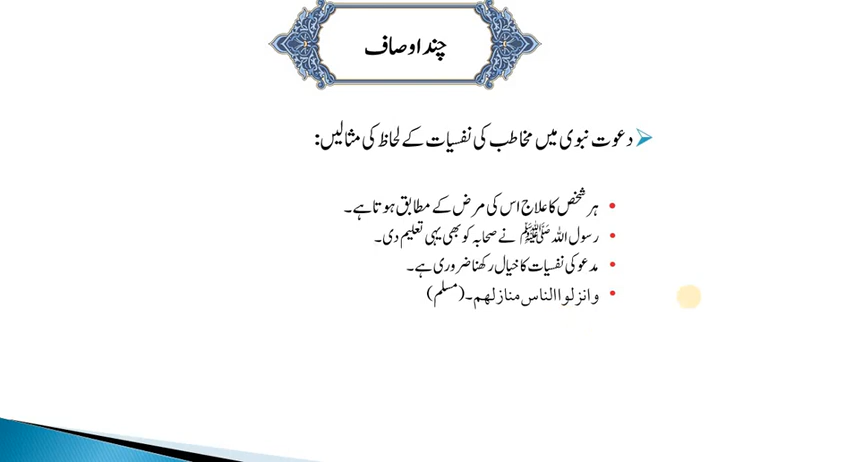 چند اوصاف
دعوت نبوی میں مخاطب کی نفسیات کے لحاظ کی مثالیں:
ہر شخص کا علاج اس کی مرض کے مطابق ہوتا ہے۔
رسول اللہ ﷺ نے صحابہ کو بھی یہی تعلیم دی۔
مدعو کی نفسیات کا خیال رکھنا ضروری ہے۔
وانزلوا الناس منازلهم۔ (مسلم)